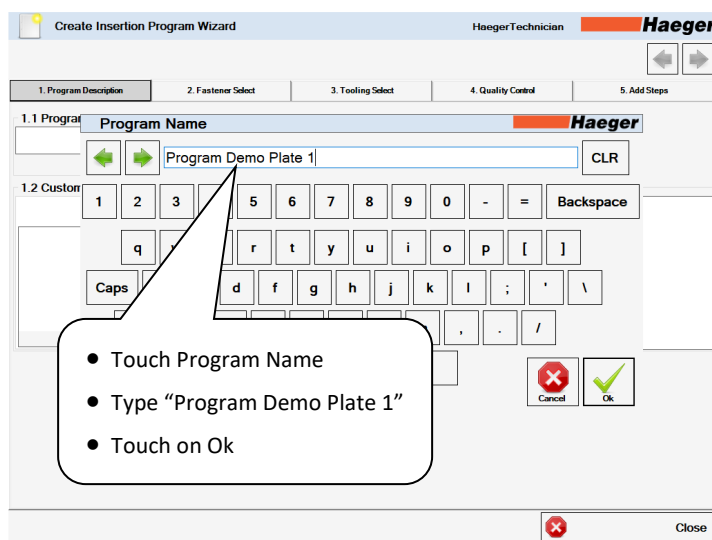 Create Insertion Program Wizard HaegerTechnician Haeger
1. Program Description 2. Fastener Select 3. Tooling Select 4. Quality Control 5. Add Steps
1.1 Program
Program Name Haeger
Program Demo Plate 1 CLR
1.2 Custom
1 2 3 5 6 7 8 9 0 - = Backspace
q r t y u i o p [ ]
Caps d f g h j k l ; ' \
, . /
Cancel Ok
• Touch Program Name
• Type “Program Demo Plate 1”
• Touch on Ok
Close